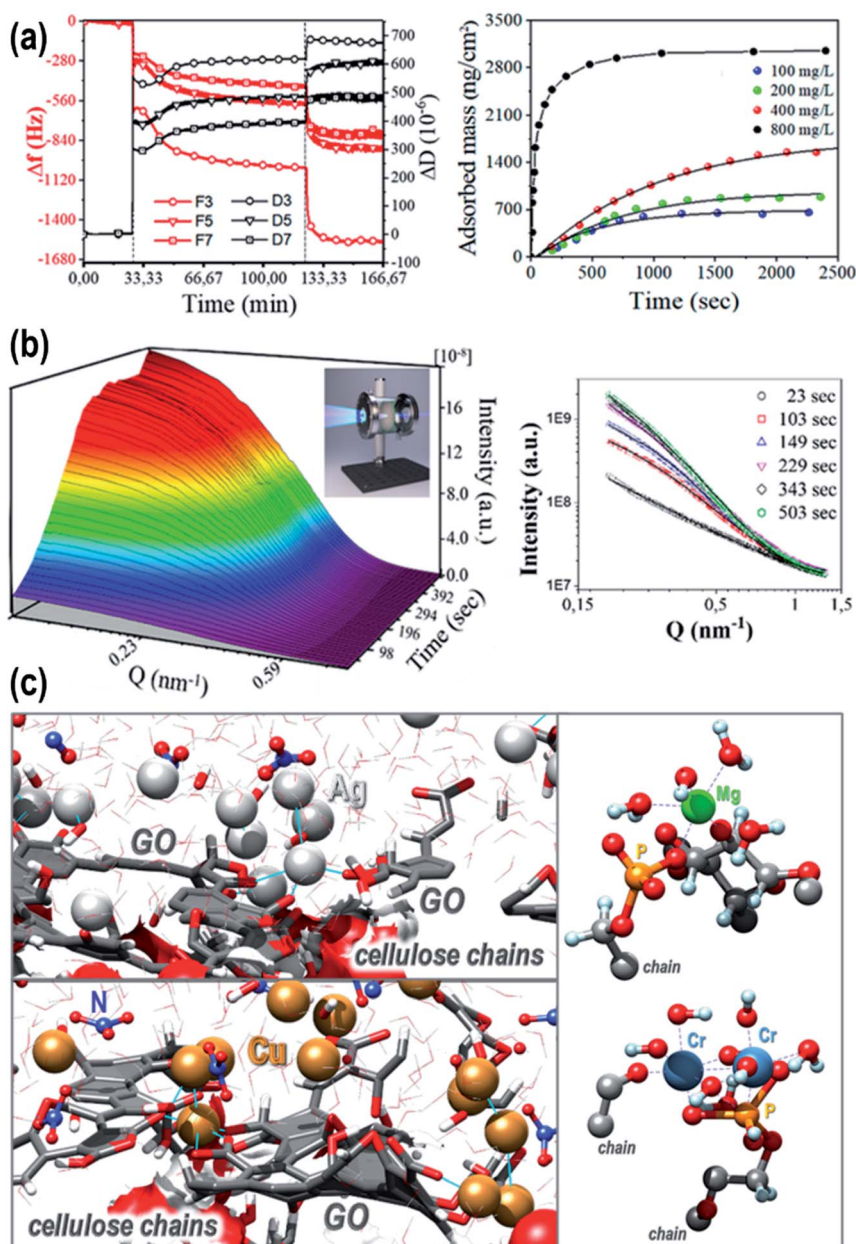 (a)
0
-280
-560
-840
-1120
-1400
-1680
Δf (Hz)
F3
F5
F7
D3
D5
D7
700
600
500
400
300
200
100
0
-100
ΔD (10⁻⁶)
0,00
33,33
66,67
100,00
133,33
166,67
Time (min)
3500
2800
2100
1400
700
0
Adsorbed mass (ng/cm²)
100 mg/L
200 mg/L
400 mg/L
800 mg/L
0
500
1000
1500
2000
2500
Time (sec)
(b)
[10⁻⁸]
16
12
8.0
4.0
0.0
Intensity (a.u.)
392
294
196
98
Time (sec)
0.23
0.59
Q (nm⁻¹)
1E9
1E8
1E7
Intensity (a.u.)
23 sec
103 sec
149 sec
229 sec
343 sec
503 sec
0,15
0,5
1
1,5
Q (nm⁻¹)
(c)
Ag
GO
GO
cellulose chains
Mg
P
chain
N
Cu
cellulose chains
GO
Cr
Cr
chain
P
chain